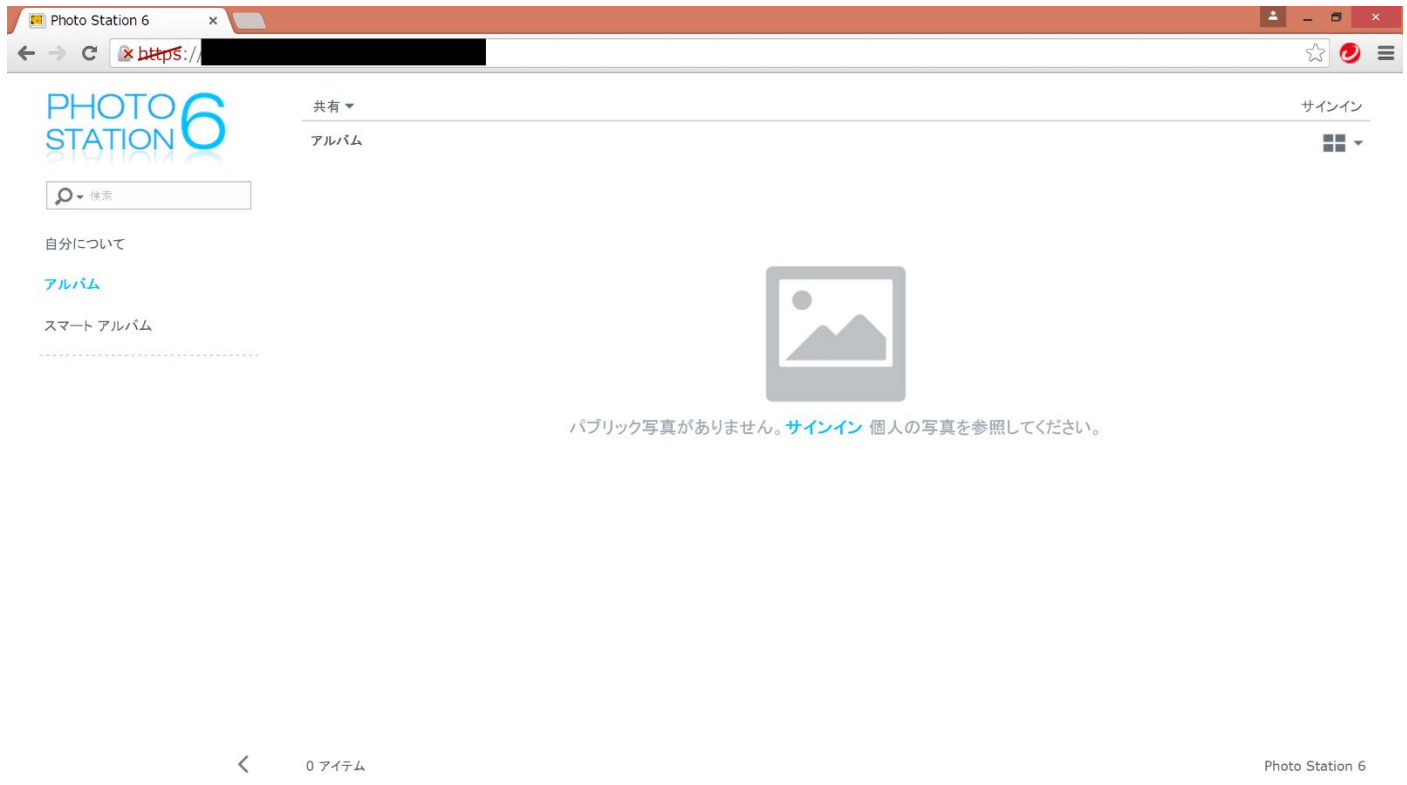 Photo Station 6
https://
PHOTO
STATION 6
共有
サインイン
アルバム
検索
自分について
アルバム
スマート アルバム
パブリック写真がありません。サインイン 個人の写真を参照してください。
0 アイテム
Photo Station 6